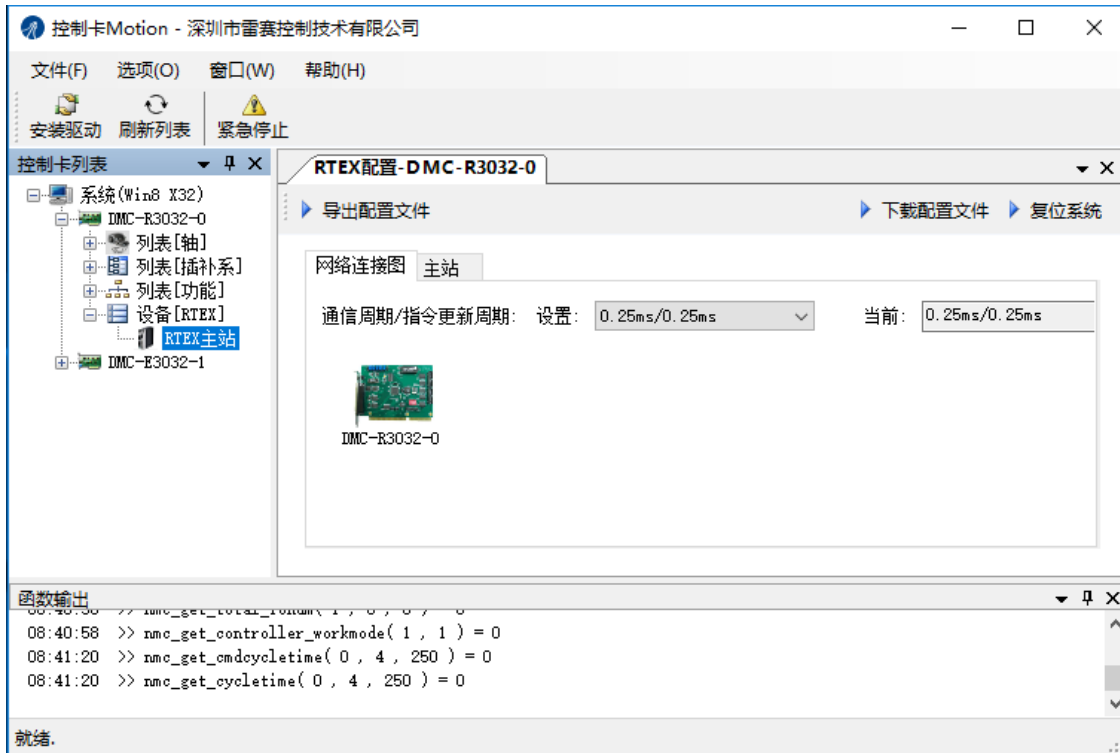 控制卡Motion - 深圳市雷赛控制技术有限公司
文件(F) 选项(O) 窗口(W) 帮助(H)
安装驱动 刷新列表 紧急停止
控制卡列表
系统(Win8 X32)
DMC-R3032-0
列表[轴]
列表[插补系]
列表[功能]
设备[RTEX]
RTEX主站
DMC-E3032-1
RTEX配置-DMC-R3032-0
导出配置文件 下载配置文件 复位系统
网络连接图 主站
通信周期/指令更新周期: 设置: 0.25ms/0.25ms 当前: 0.25ms/0.25ms
DMC-R3032-0
函数输出
08:40:58 >> nmc_get_controller_workmode( 1 , 1 ) = 0
08:41:20 >> nmc_get_cmdcycletime( 0 , 4 , 250 ) = 0
08:41:20 >> nmc_get_cycletime( 0 , 4 , 250 ) = 0
就绪.